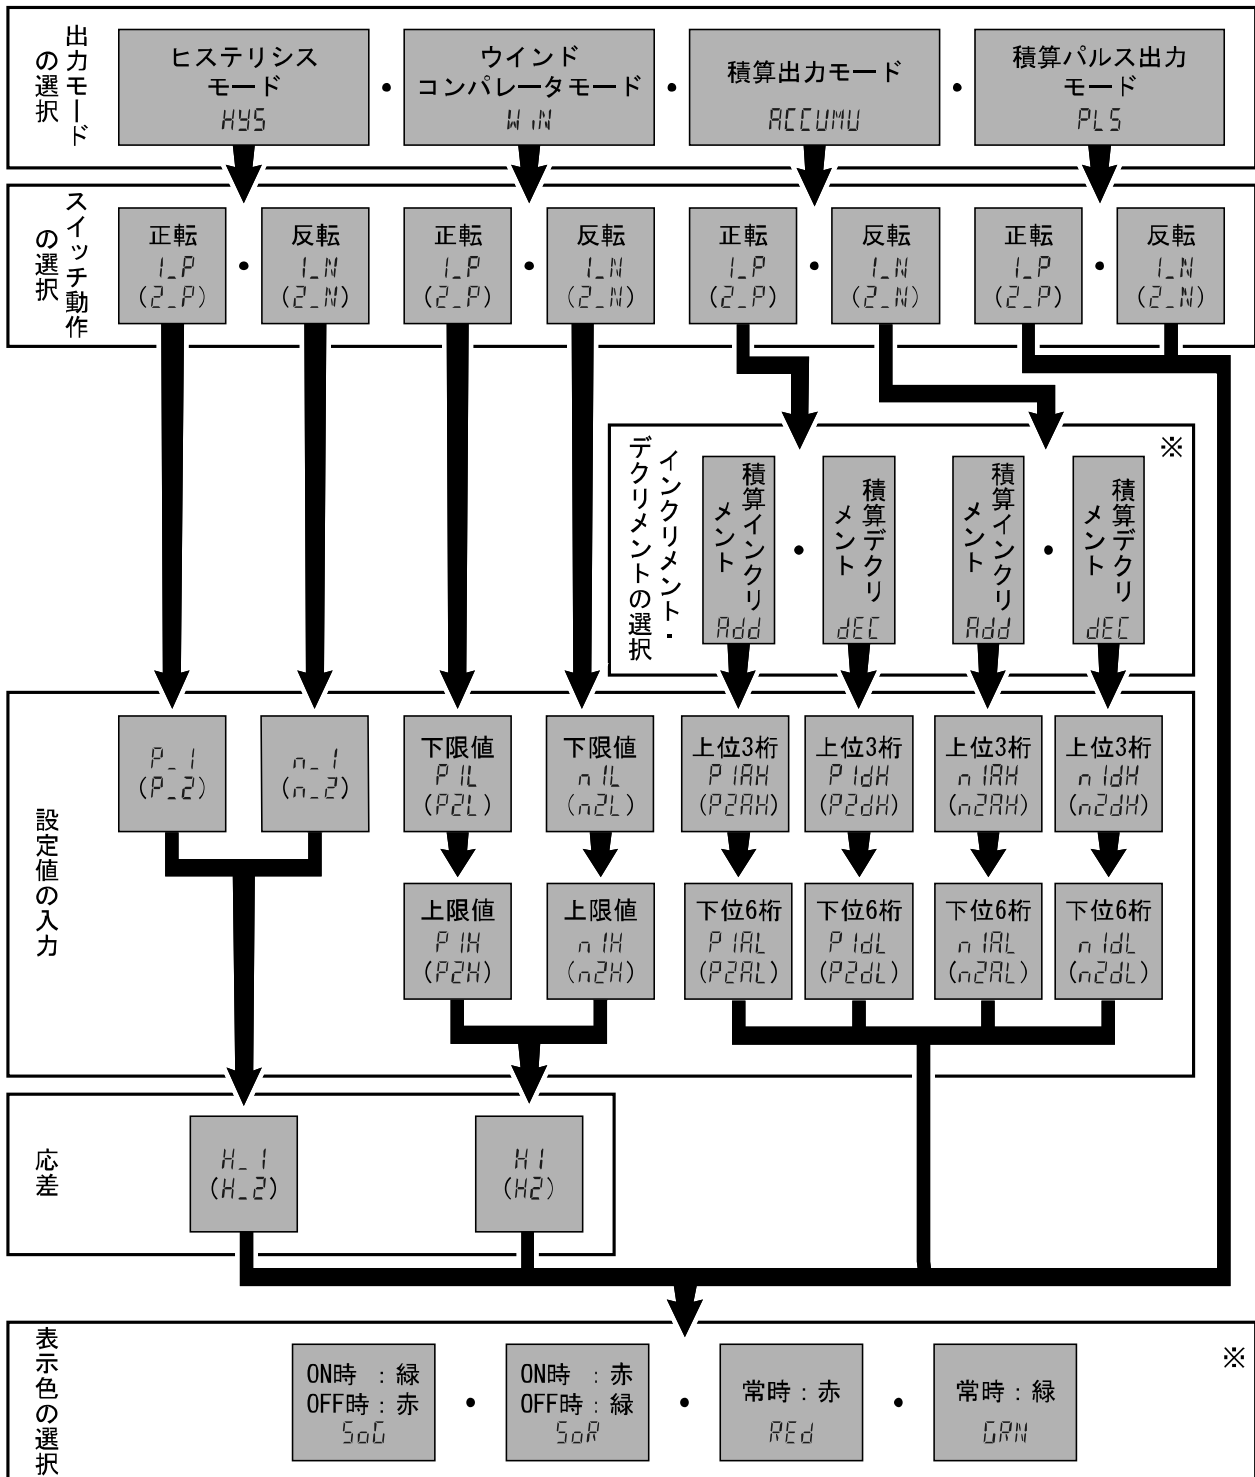 出力モード
の選択
ヒステリシス
モード
HYS
・
ウインド
コンパレータモード
WiN
・
積算出力モード
ACCUMU
・
積算パルス出力
モード
PLS
スイッチ動作
の選択
正転
1_P
(2_P)
・
反転
1_N
(2_N)
正転
1_P
(2_P)
・
反転
1_N
(2_N)
正転
1_P
(2_P)
・
反転
1_N
(2_N)
正転
1_P
(2_P)
・
反転
1_N
(2_N)
インクリメント・
デクリメントの選択
※
積算インクリ
メント
Add
・
積算デクリ
メント
dEC
積算インクリ
メント
Add
・
積算デクリ
メント
dEC
設定値の入力
P_1
(P_2)
n_1
(n_2)
下限値
P1L
(P2L)
下限値
n1L
(n2L)
上位3桁
P1AH
(P2AH)
上位3桁
P1dH
(P2dH)
上位3桁
n1AH
(n2AH)
上位3桁
n1dH
(n2dH)
上限値
P1H
(P2H)
上限値
n1H
(n2H)
下位6桁
P1AL
(P2AL)
下位6桁
P1dL
(P2dL)
下位6桁
n1AL
(n2AL)
下位6桁
n1dL
(n2dL)
応差
H_1
(H_2)
H1
(H2)
表示色の選択
※
ON時 : 緑
OFF時 : 赤
SoG
・
ON時 : 赤
OFF時 : 緑
SoR
・
常時 : 赤
REd
・
常時 : 緑
GRN